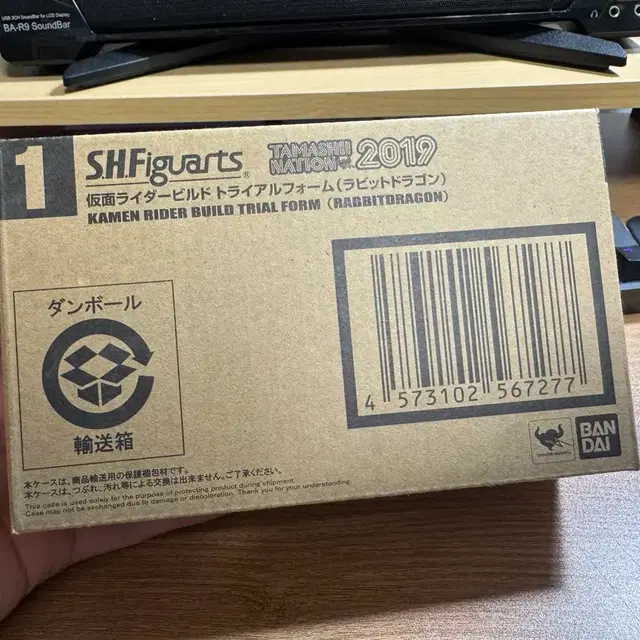 USB 2CH SoundBar for LCD Display
BA-R9 SoundBar
1
S.H.Figuarts®
TAMASHII NATION 2019
仮面ライダービルド トライアルフォーム(ラビットドラゴン)
KAMEN RIDER BUILD TRIAL FORM (RABBITDRAGON)
ダンボール
輸送箱
4 573102 567277
BAN
DAI
本ケースは、商品輸送用の保護梱包材です。
本ケースは、つぶれ、汚れ等による交換は出来ません。ご了承ください。
This case is used solely for the purpose of protecting product during shipment.
Case may not be exchanged due to damage or discoloration. Thank you for your understanding.